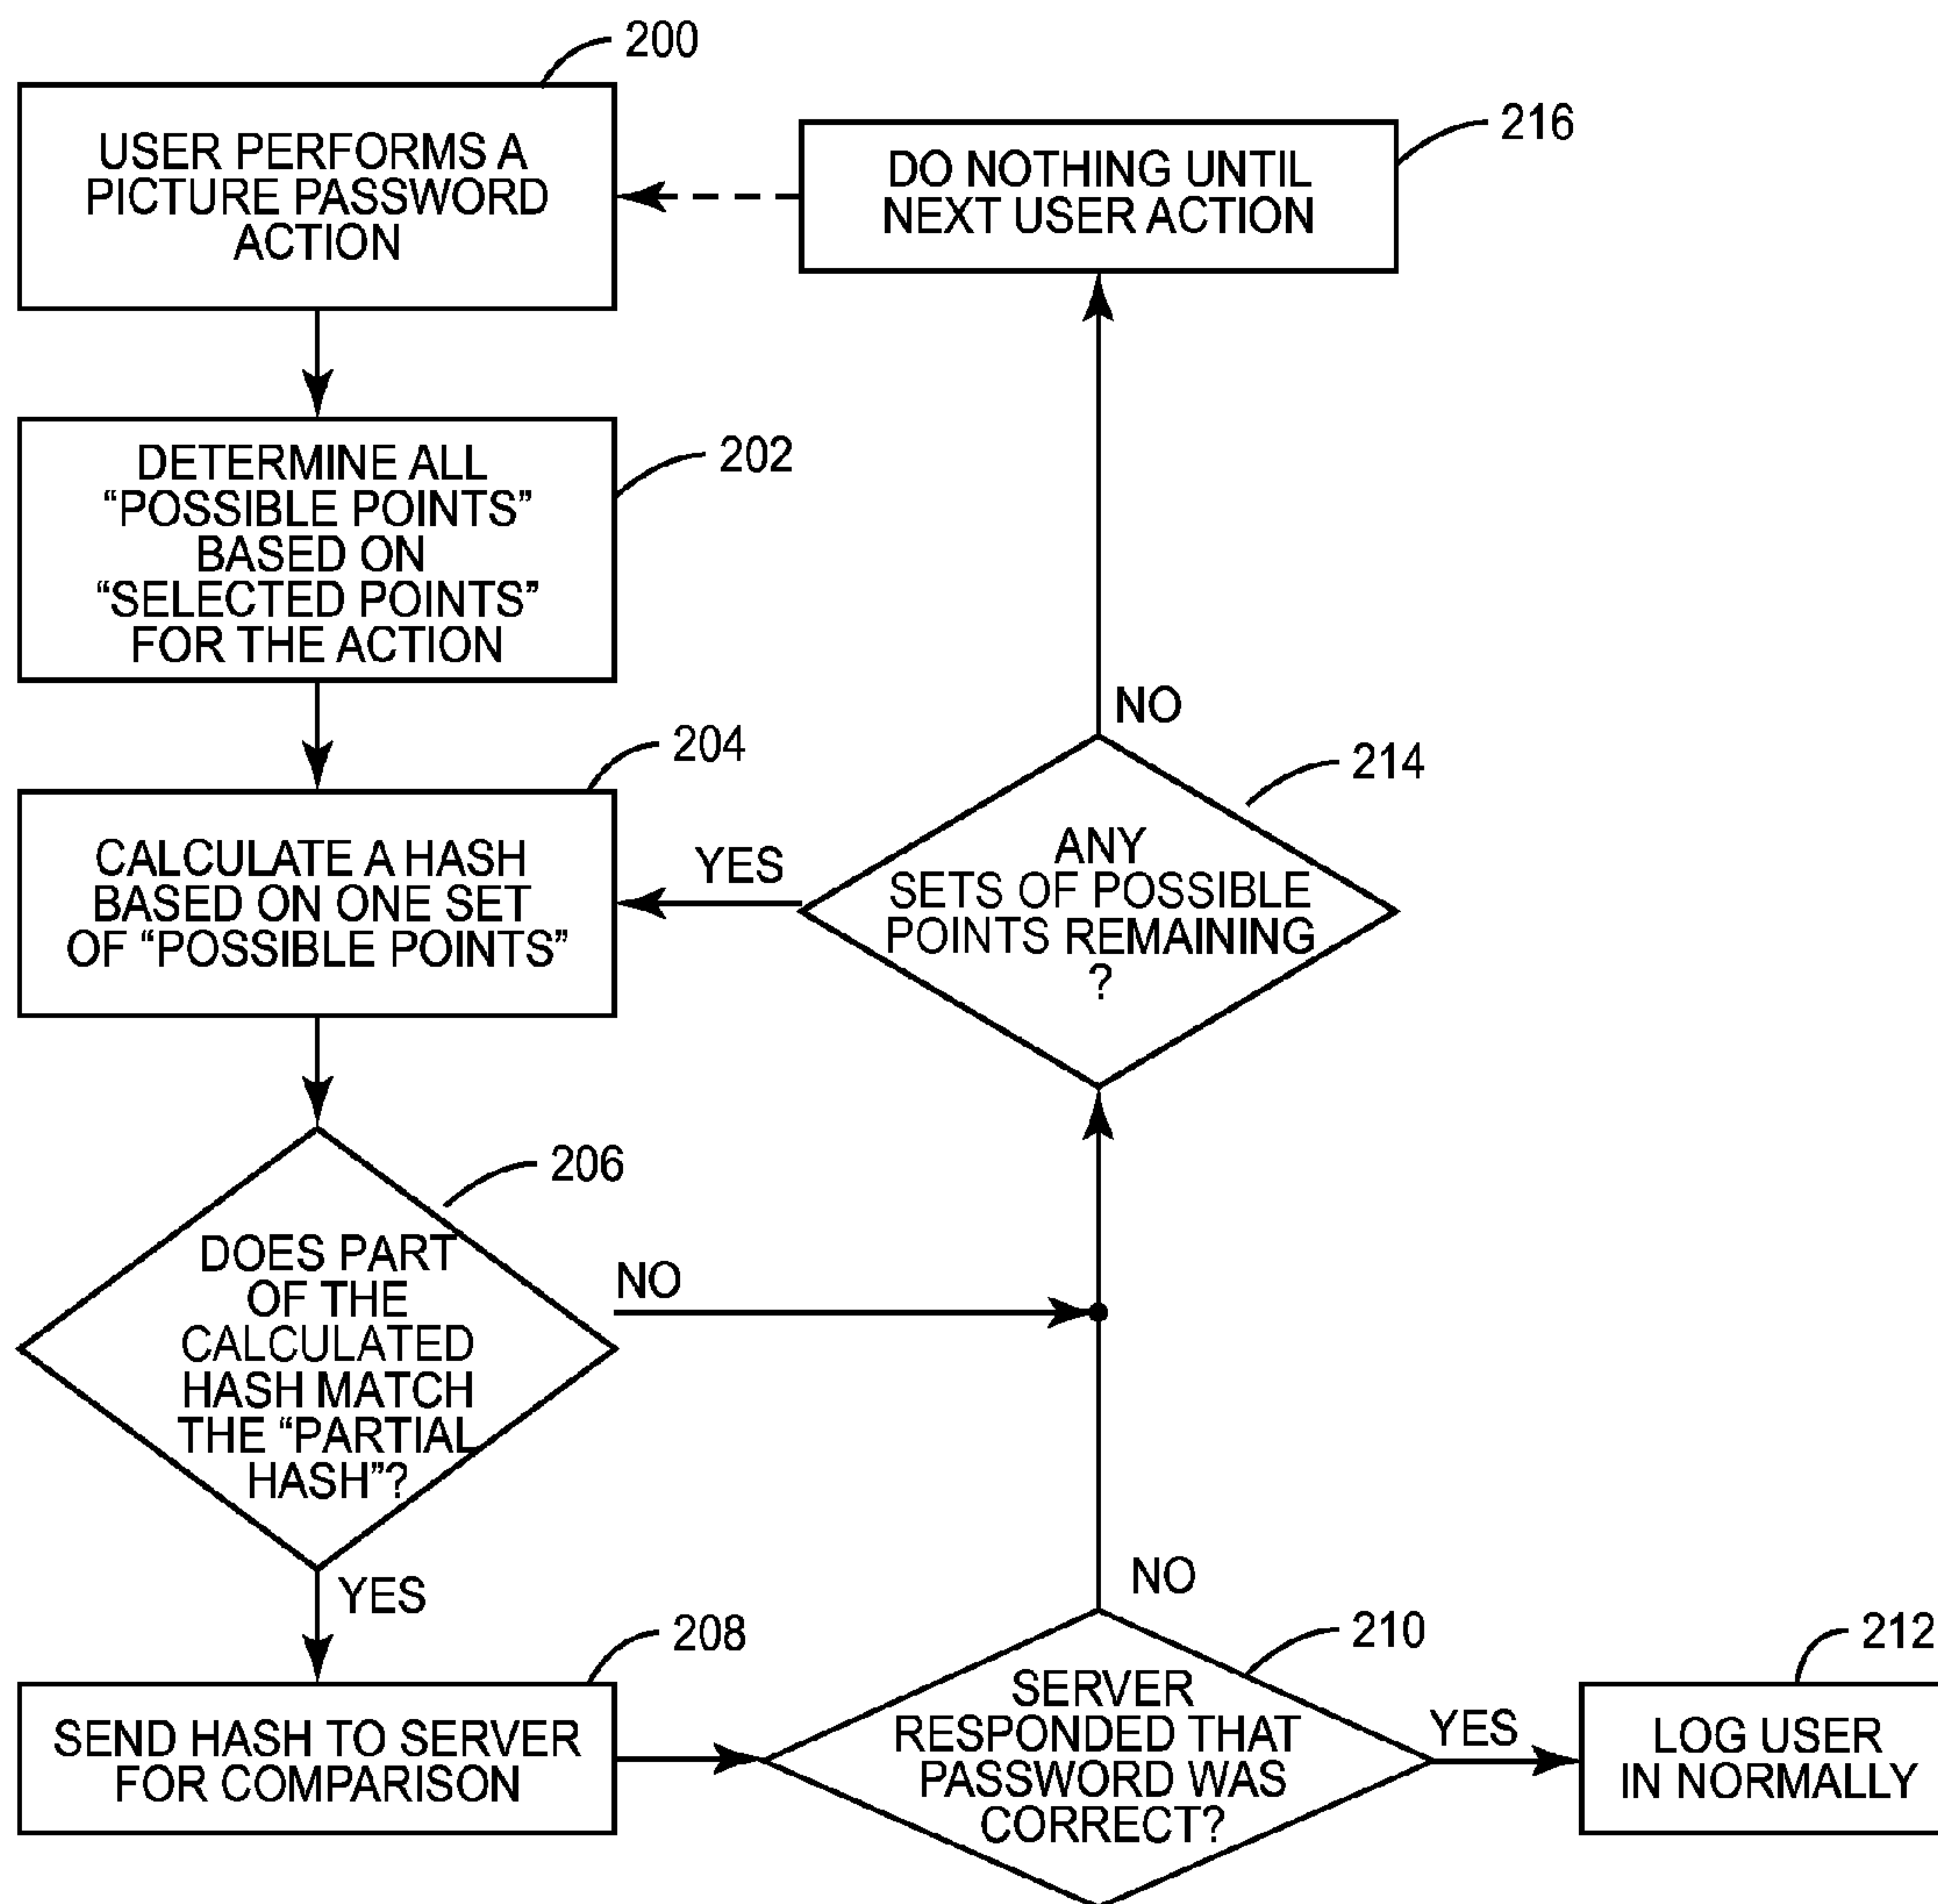 200
USER PERFORMS A
PICTURE PASSWORD
ACTION
216
DO NOTHING UNTIL
NEXT USER ACTION
202
DETERMINE ALL
“POSSIBLE POINTS”
BASED ON
“SELECTED POINTS”
FOR THE ACTION
204
CALCULATE A HASH
BASED ON ONE SET
OF “POSSIBLE POINTS”
YES
NO
214
ANY
SETS OF POSSIBLE
POINTS REMAINING
?
206
DOES PART
OF THE
CALCULATED
HASH MATCH
THE “PARTIAL
HASH”?
NO
YES
208
SEND HASH TO SERVER
FOR COMPARISON
NO
210
SERVER
RESPONDED THAT
PASSWORD WAS
CORRECT?
YES
212
LOG USER
IN NORMALLY